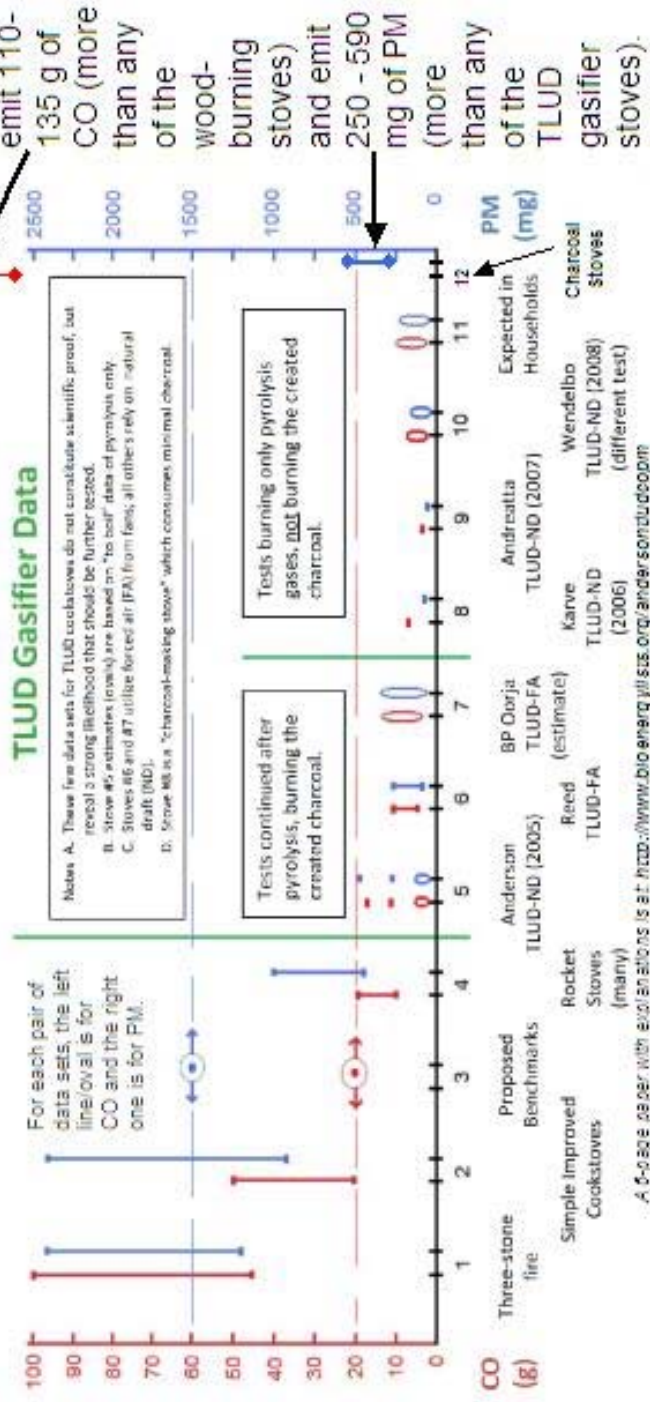 emit 110-
135 g of
CO (more
than any
of the
wood-
burning
stoves)
and emit
250 - 590
mg of PM
(more
than any
of the
TLUD
gasifier
stoves).
TLUD Gasifier Data
For each pair of
data sets, the left
line/oval is for
CO and the right
one is for PM.
Notes A. These few data sets for TLUD cookstoves do not constitute scientific proof, but
reveal a strong likelihood that should be further tested.
B. Stove #5 estimates (ovals) are based on "to boil" data of pyrolysis only.
C. Stoves #6 and #7 utilize forced air (FA) from fans; all others rely on natural
draft (ND).
D. Stove #8 is a "charcoal-making stove" which consumes minimal charcoal.
Tests continued after
pyrolysis, burning the
created charcoal.
Tests burning only pyrolysis
gases, not burning the created
charcoal.
100
90
80
70
60
50
40
30
20
10
0
CO
(g)
2500
2000
1500
1000
500
0
PM
(mg)
1 2 3 4 5 6 7 8 9 10 11 12
Three-stone
fire
Simple Improved
Cookstoves
Proposed
Benchmarks
Rocket
Stoves
(many)
Anderson
TLUD-ND (2005)
Reed
TLUD-FA
BP Oorja
TLUD-FA
(estimate)
Karve
TLUD-ND
(2006)
Andreatta
TLUD-ND (2007)
Wendelbo
TLUD-ND (2008)
(different test)
Expected in
Households
Charcoal
Stoves
A 6-page paper with explanations is at http://www.bioenergylists.org/andersontludcopm